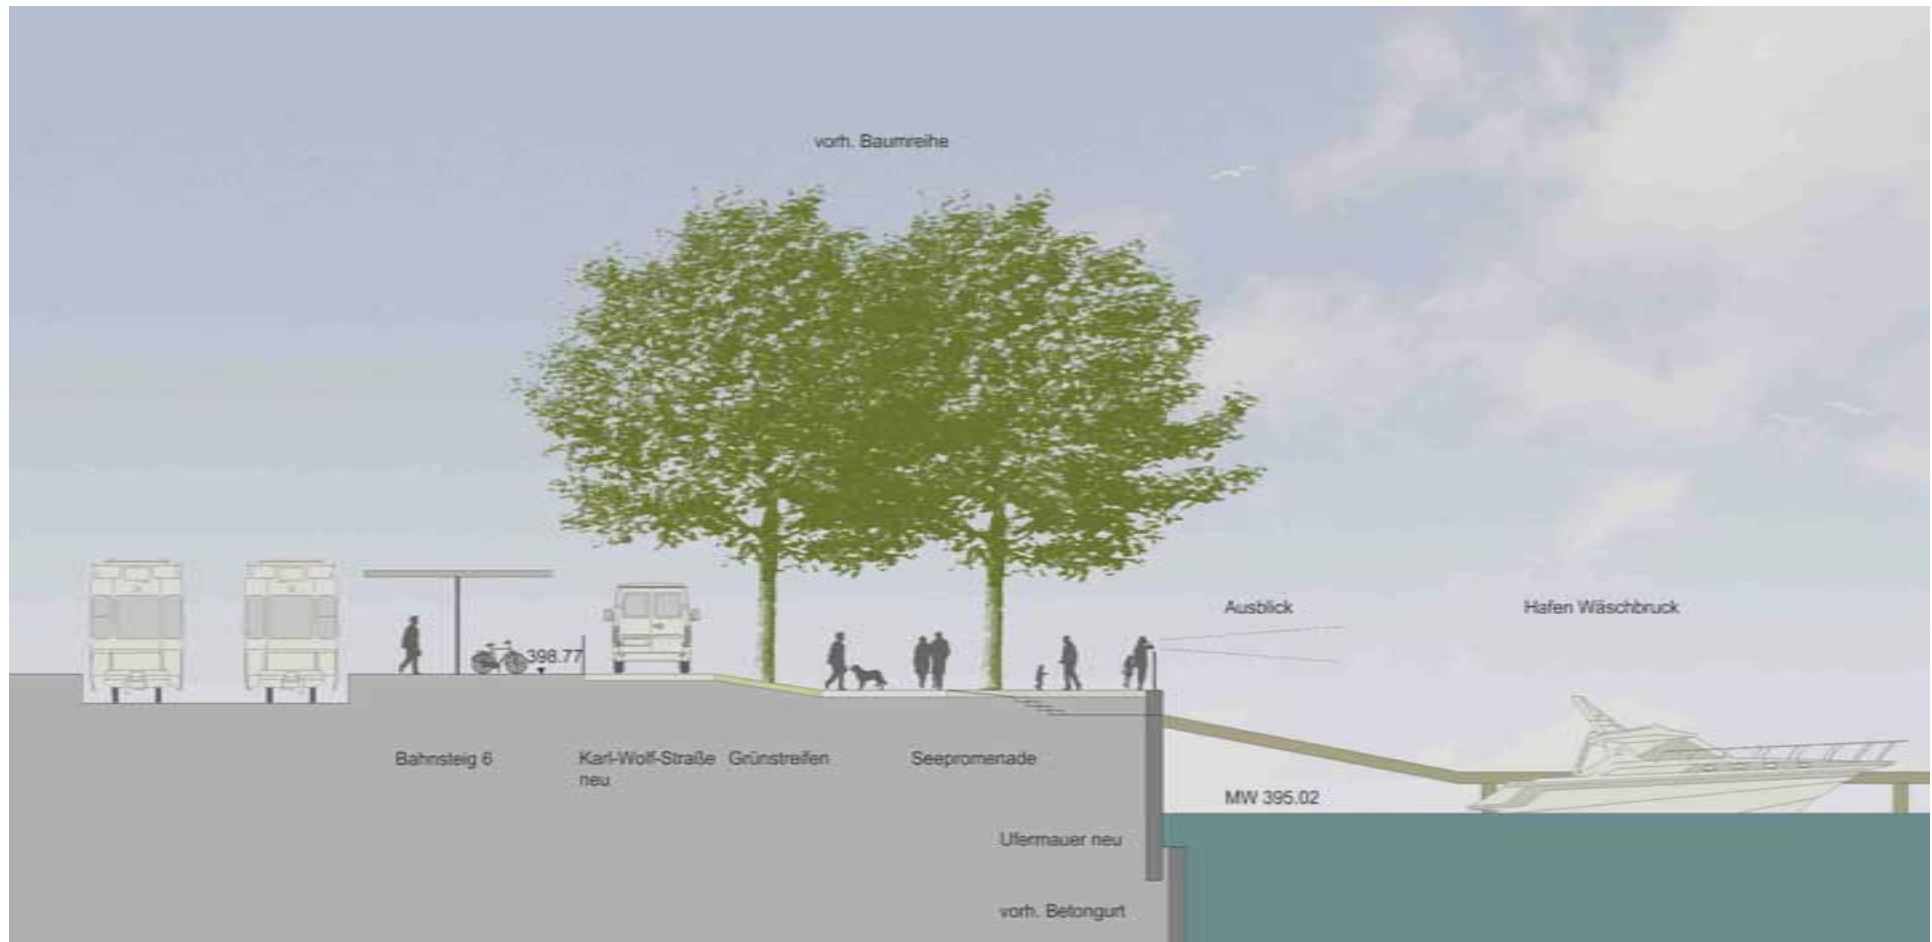 vorh. Baumreihe
Ausblick
Hafen Wäschbruck
398.77
Bahnsteig 6
Karl-Wolf-Straße
neu
Grünstreifen
Seepromenade
MW 395.02
Ufermauer neu
vorh. Betongurt